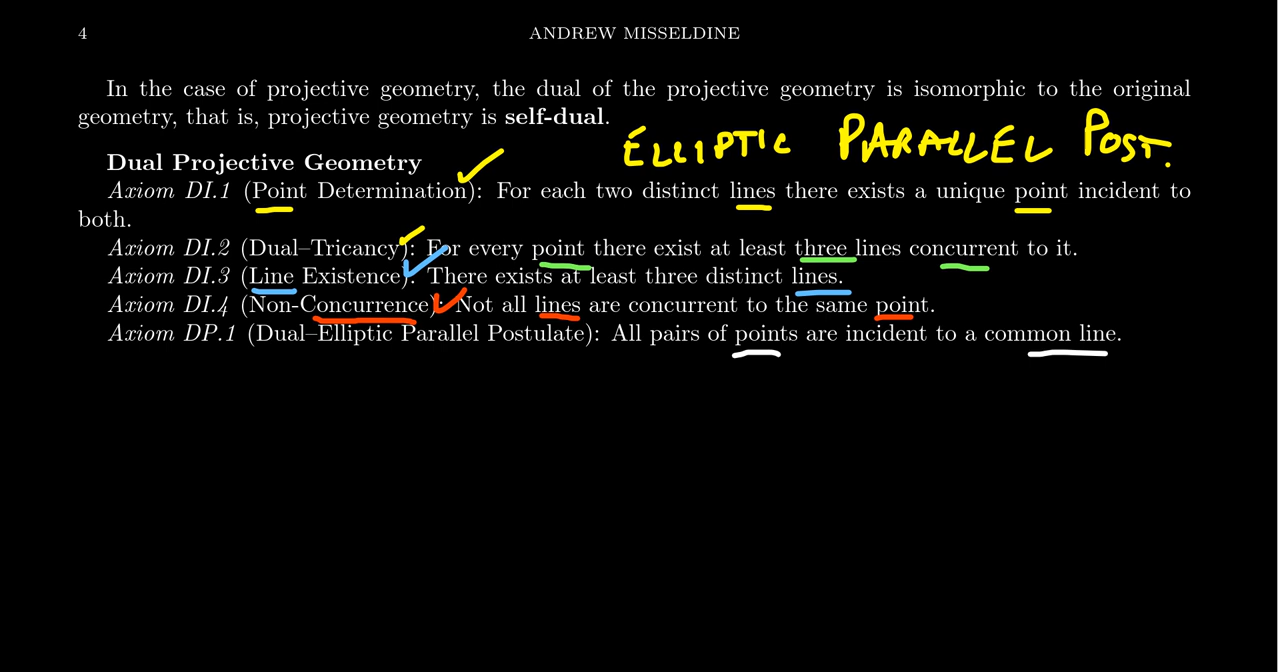 4 ANDREW MISSELDINE
In the case of projective geometry, the dual of the projective geometry is isomorphic to the original
geometry, that is, projective geometry is self-dual.
ELLIPTIC PARALLEL POST.
Dual Projective Geometry
Axiom DI.1 (Point Determination): For each two distinct lines there exists a unique point incident to
both.
Axiom DI.2 (Dual–Tricancy): For every point there exist at least three lines concurrent to it.
Axiom DI.3 (Line Existence): There exists at least three distinct lines.
Axiom DI.4 (Non-Concurrence): Not all lines are concurrent to the same point.
Axiom DP.1 (Dual–Elliptic Parallel Postulate): All pairs of points are incident to a common line.